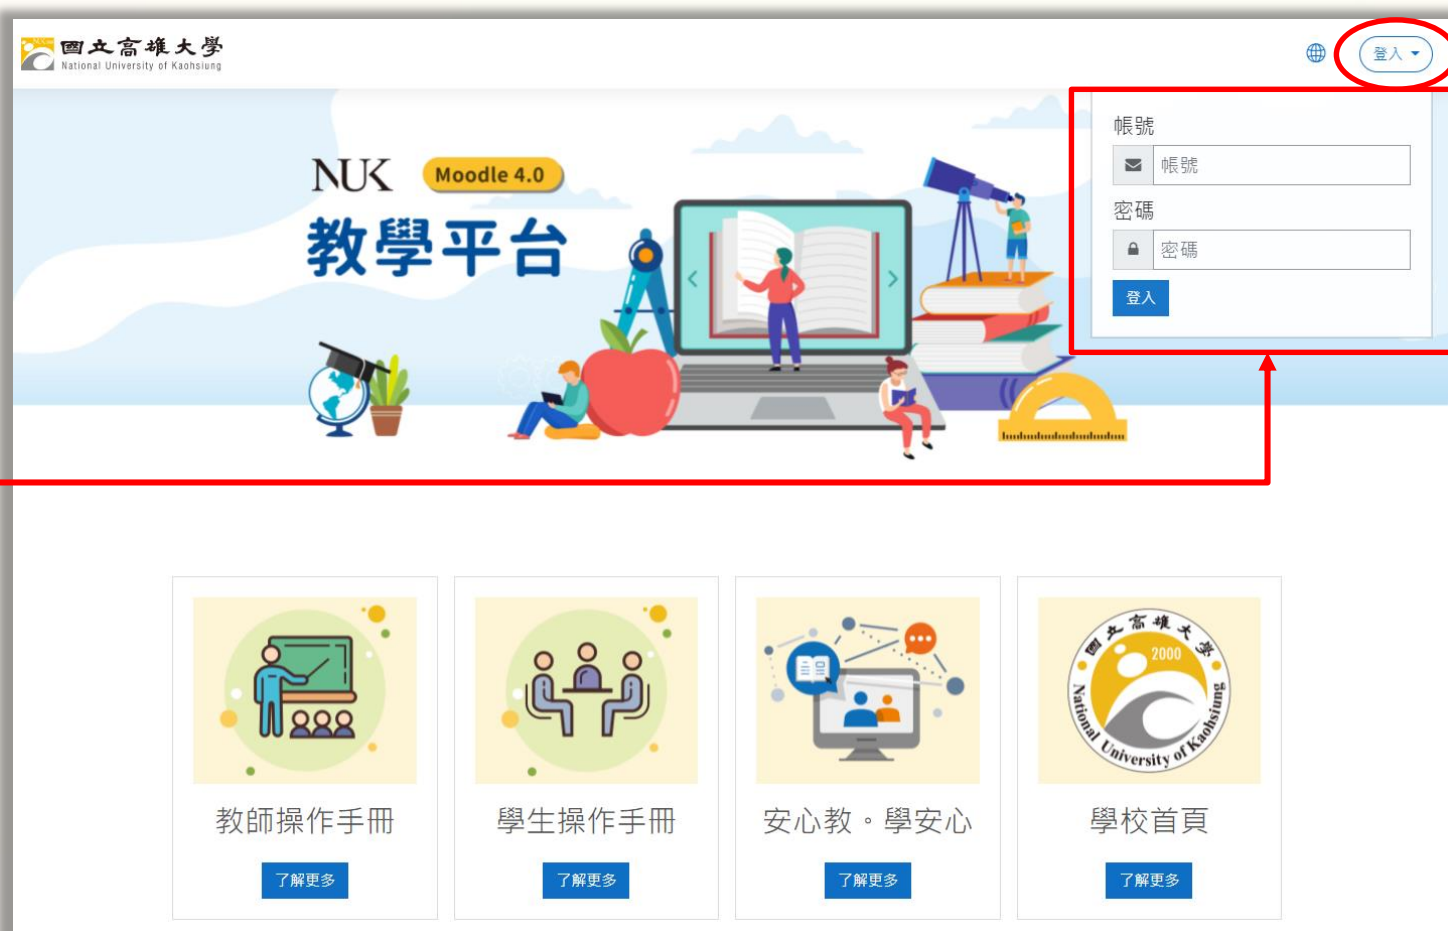 國立高雄大學
National University of Kaohsiung
登入
帳號
帳號
密碼
密碼
登入
NUK Moodle 4.0
教學平台
國立高雄大學
2000
National University of Kaohsiung
教師操作手冊
學生操作手冊
安心教。學安心
學校首頁
了解更多
了解更多
了解更多
了解更多